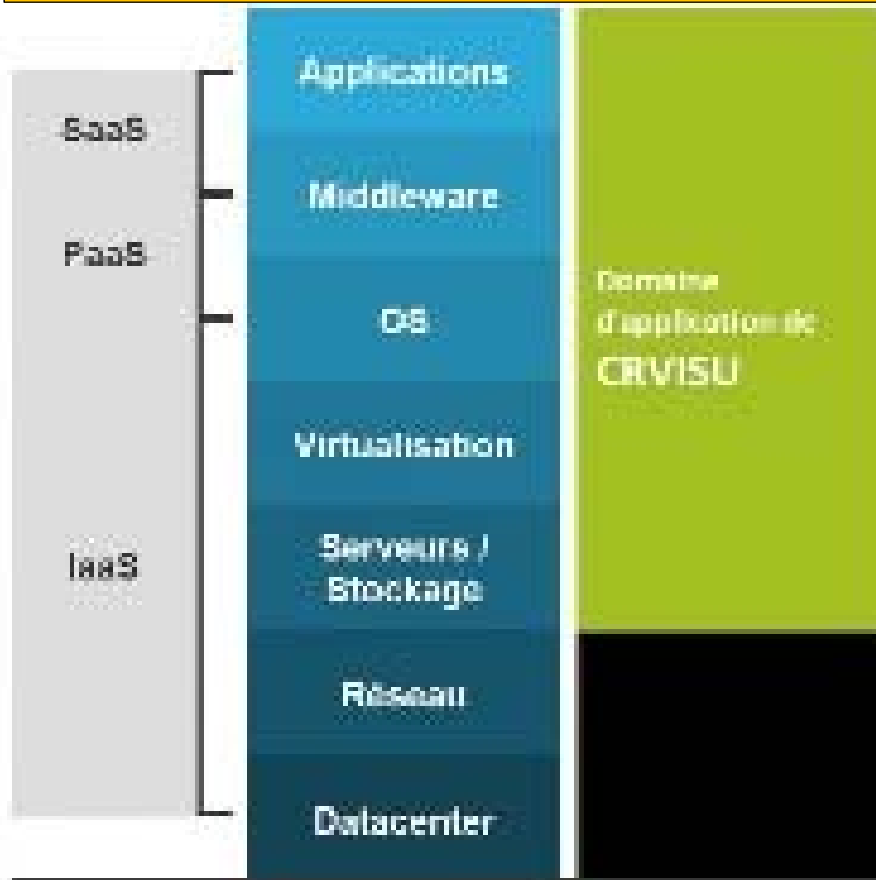 SaaS
PaaS
IaaS
Applications
Middleware
OS
Virtualisation
Serveurs /
Stockage
Réseau
Datacenter
Domaine
d'application de
CRVISU